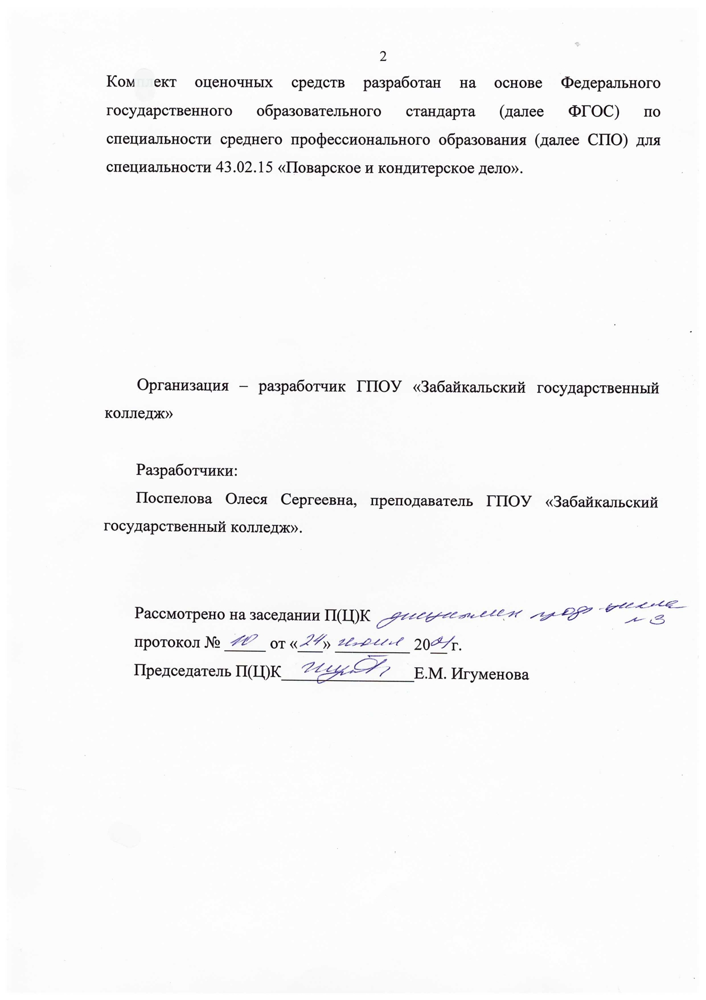 2
Комплект оценочных средств разработан на основе Федерального
государственного образовательного стандарта (далее ФГОС) по
специальности среднего профессионального образования (далее СПО) для
специальности 43.02.15 «Поварское и кондитерское дело».
Организация – разработчик ГПОУ «Забайкальский государственный
колледж»
Разработчики:
Поспелова Олеся Сергеевна, преподаватель ГПОУ «Забайкальский
государственный колледж».
Рассмотрено на заседании П(Ц)К дисциплин проф. цикла
№ 3
протокол № 10 от «24» июня 2021 г.
Председатель П(Ц)К Е.М. Игуменова